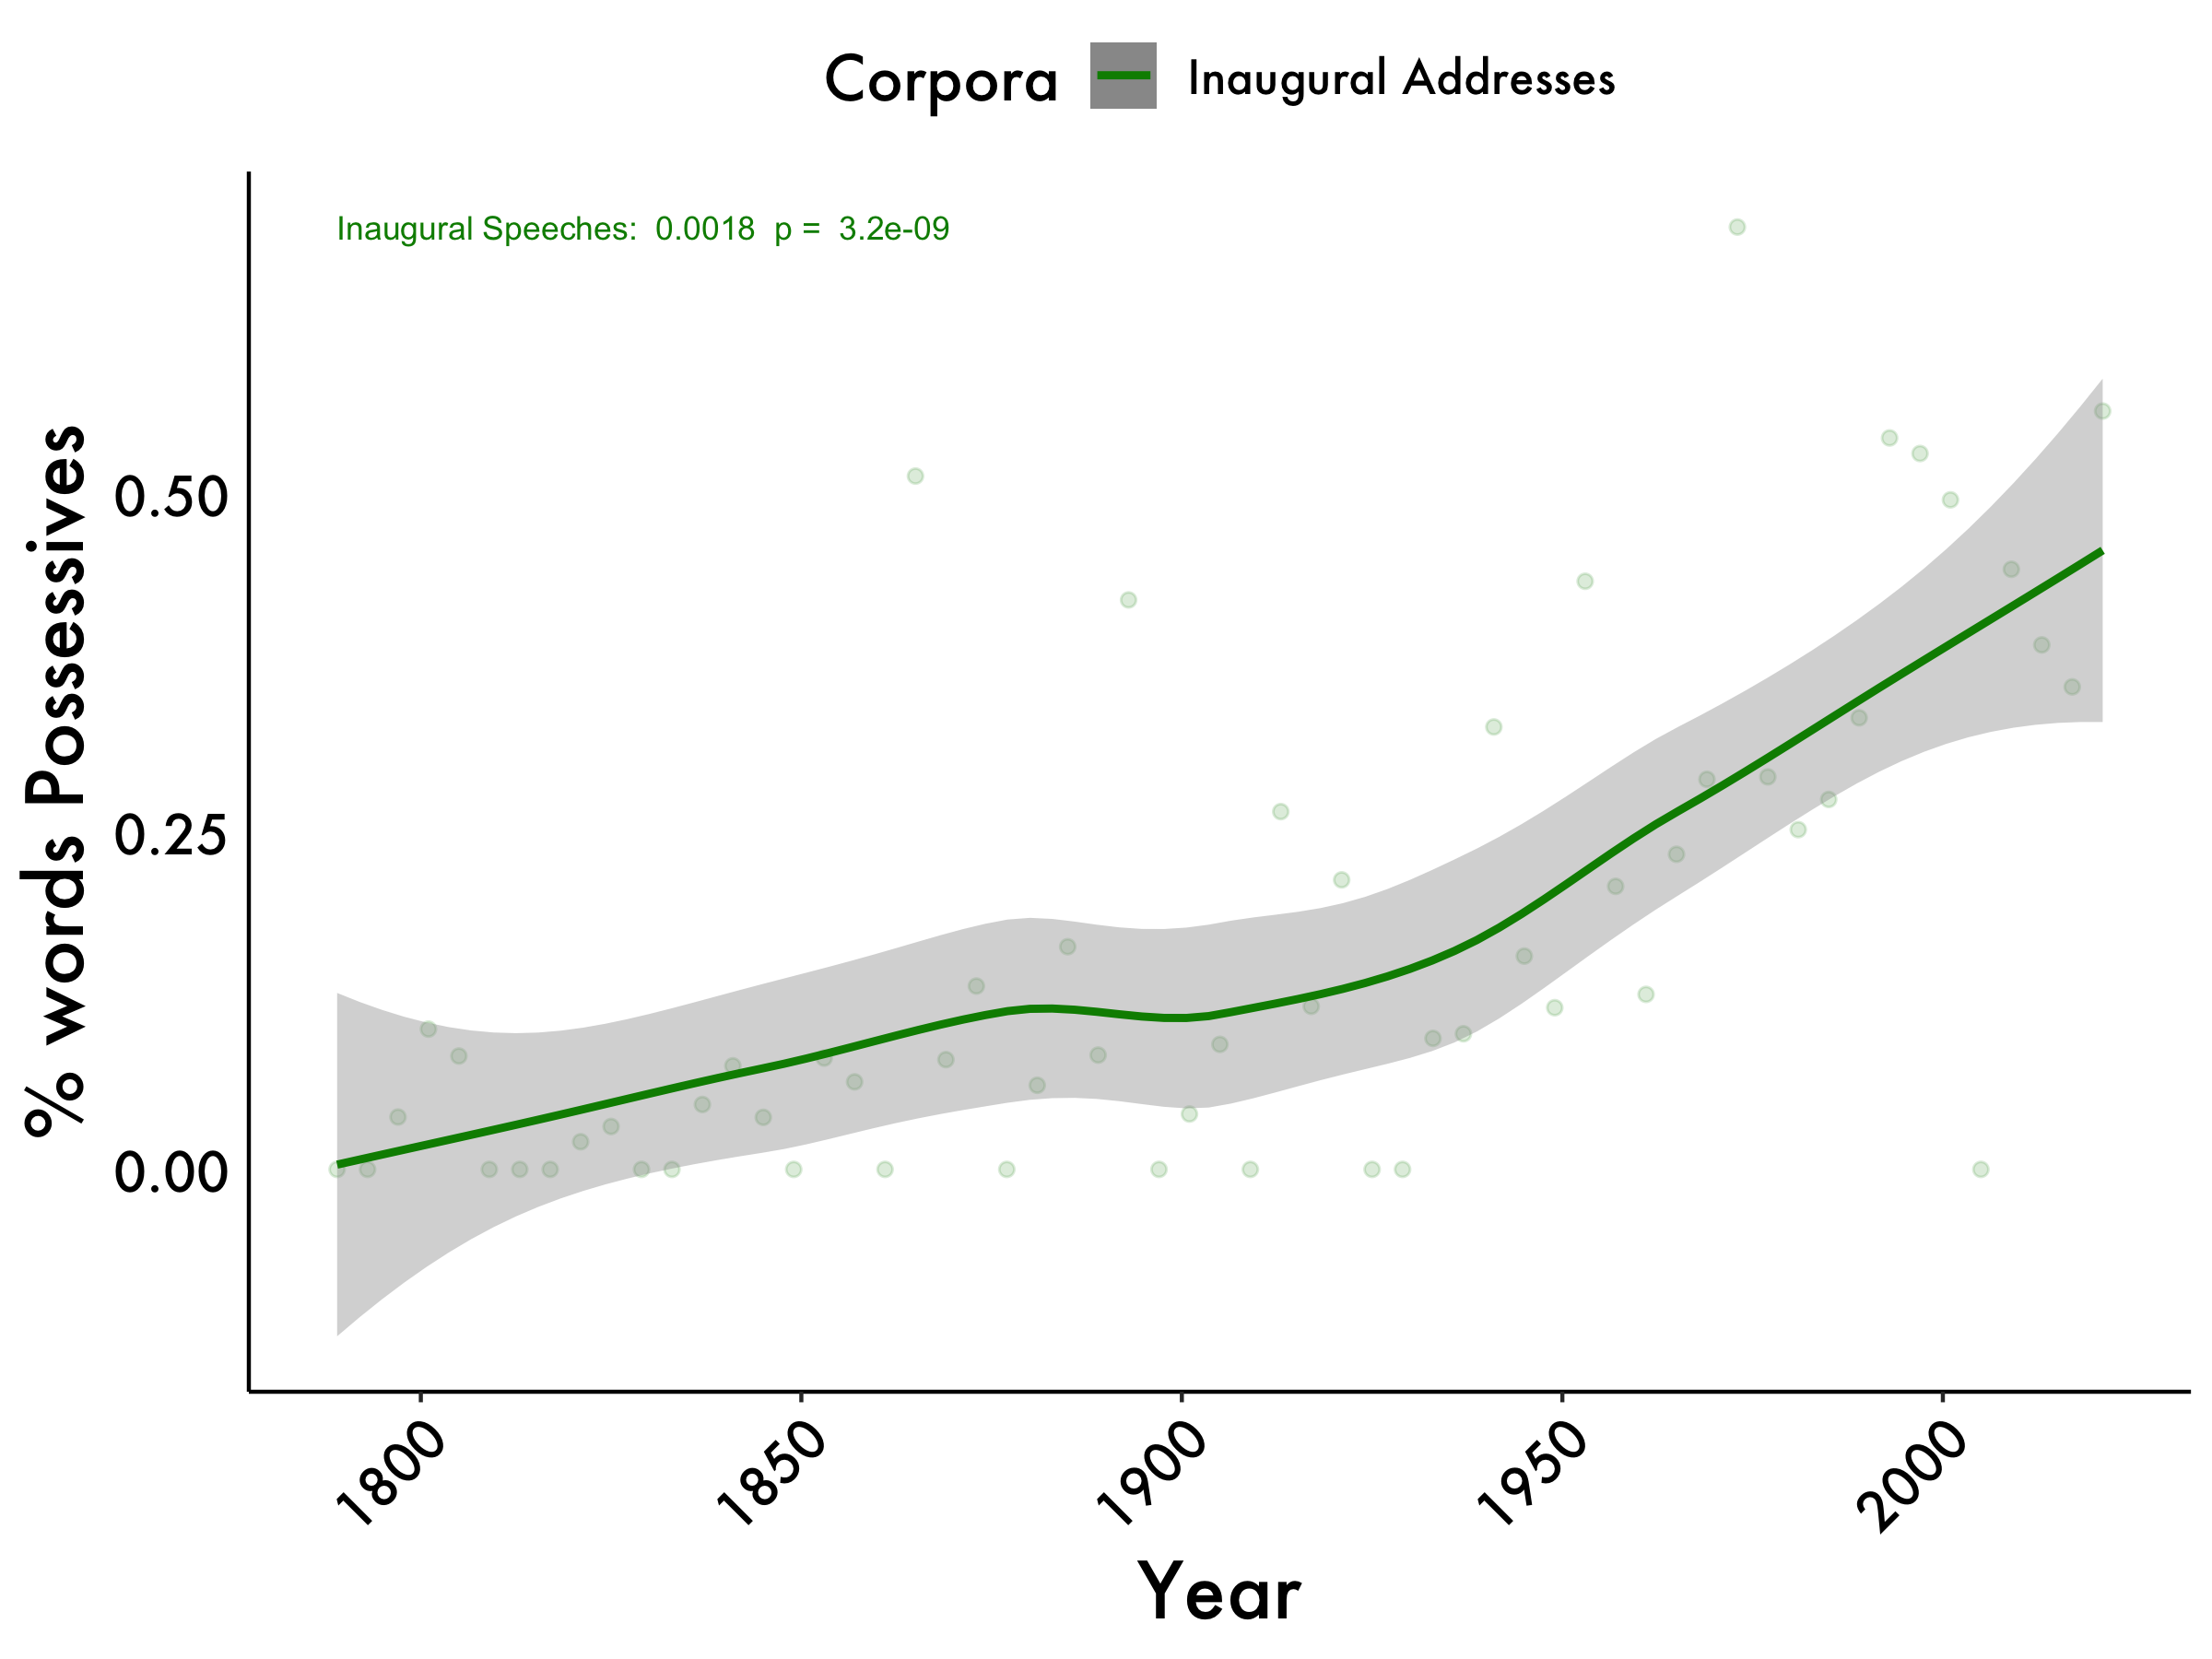 Corpora Inaugural Addresses
Inaugural Speeches: 0.0018 p = 3.2e-09
% words Possessives
0.50
0.25
0.00
1800 1850 1900 1950 2000
Year